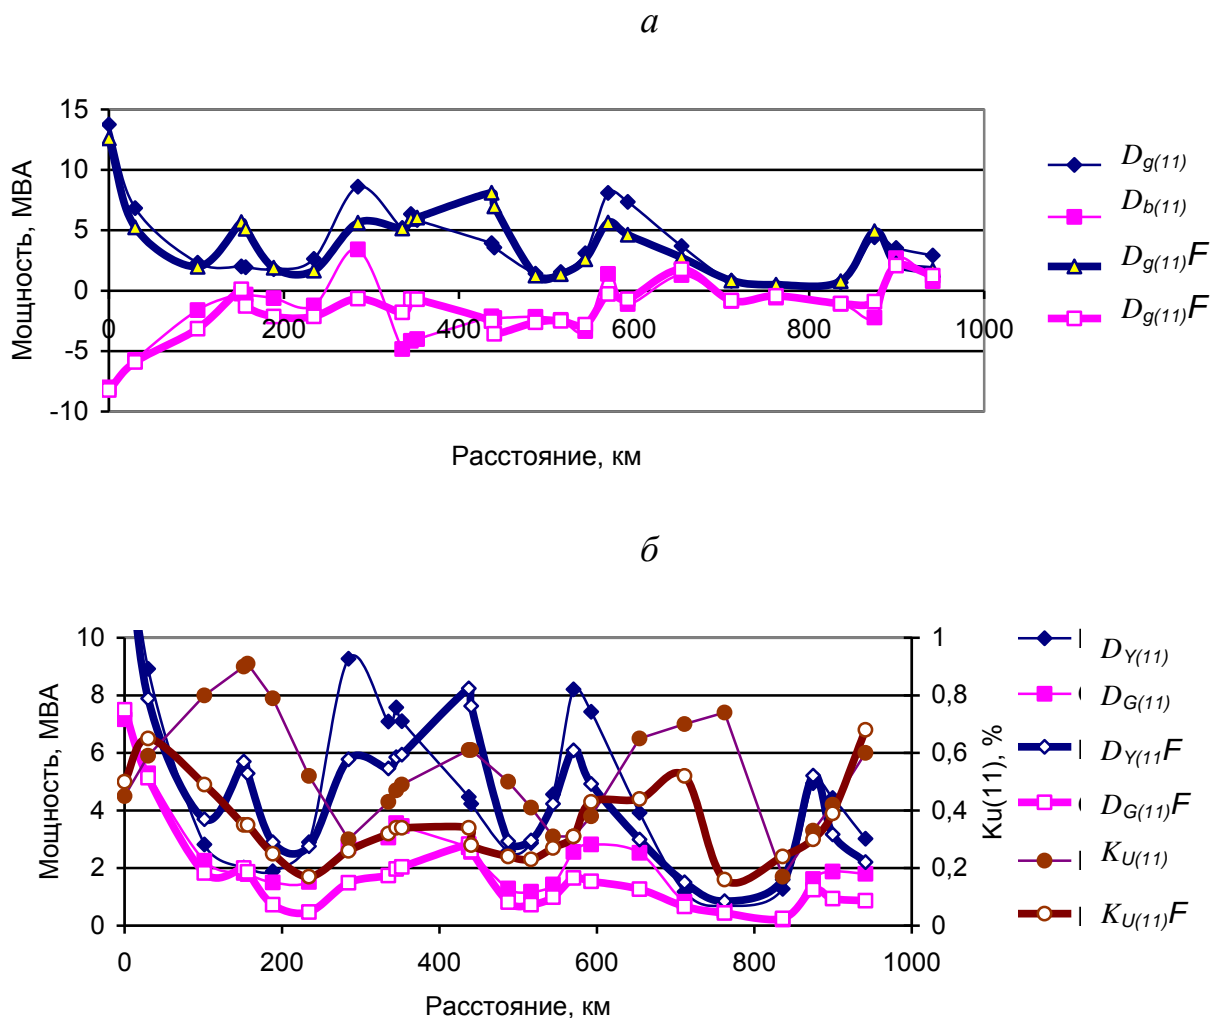 а
15
10
5
0
-5
-10
0
200
400
600
800
1000
Мощность, МВА
Расстояние, км
Dg(11)
Db(11)
Dg(11)F
Dg(11)F
б
10
8
6
4
2
0
0
200
400
600
800
1000
1
0,8
0,6
0,4
0,2
0
Мощность, МВА
Ku(11), %
Расстояние, км
DY(11)
DG(11)
DY(11F
DG(11)F
KU(11)
KU(11)F